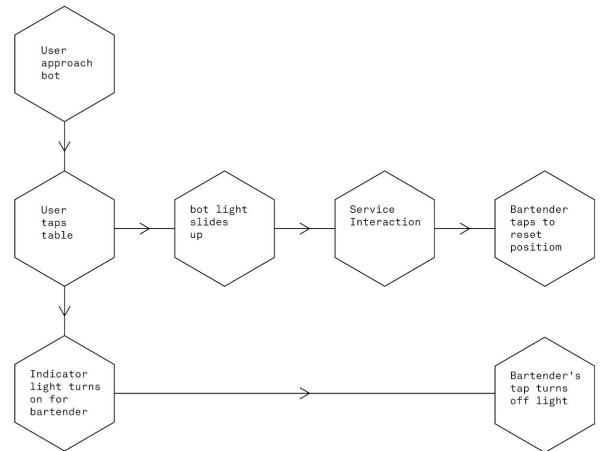 User
approach
bot
User
taps
table
bot light
slides
up
Service
Interaction
Bartender
taps to
reset
positiom
Indicator
light turns
on for
bartender
Bartender's
tap turns
off light